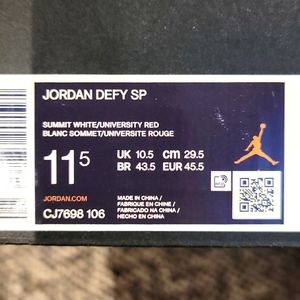 JORDAN DEFY SP
SUMMIT WHITE/UNIVERSITY RED
BLANC SOMMET/UNIVERSITE ROUGE
11 5
UK 10.5 cm 29.5
BR 43.5 EUR 45.5
JORDAN.COM
CJ7698 106
MADE IN CHINA /
FABRIQUE EN CHINE /
FABRICADO NA CHINA /
HECHO EN CHINA